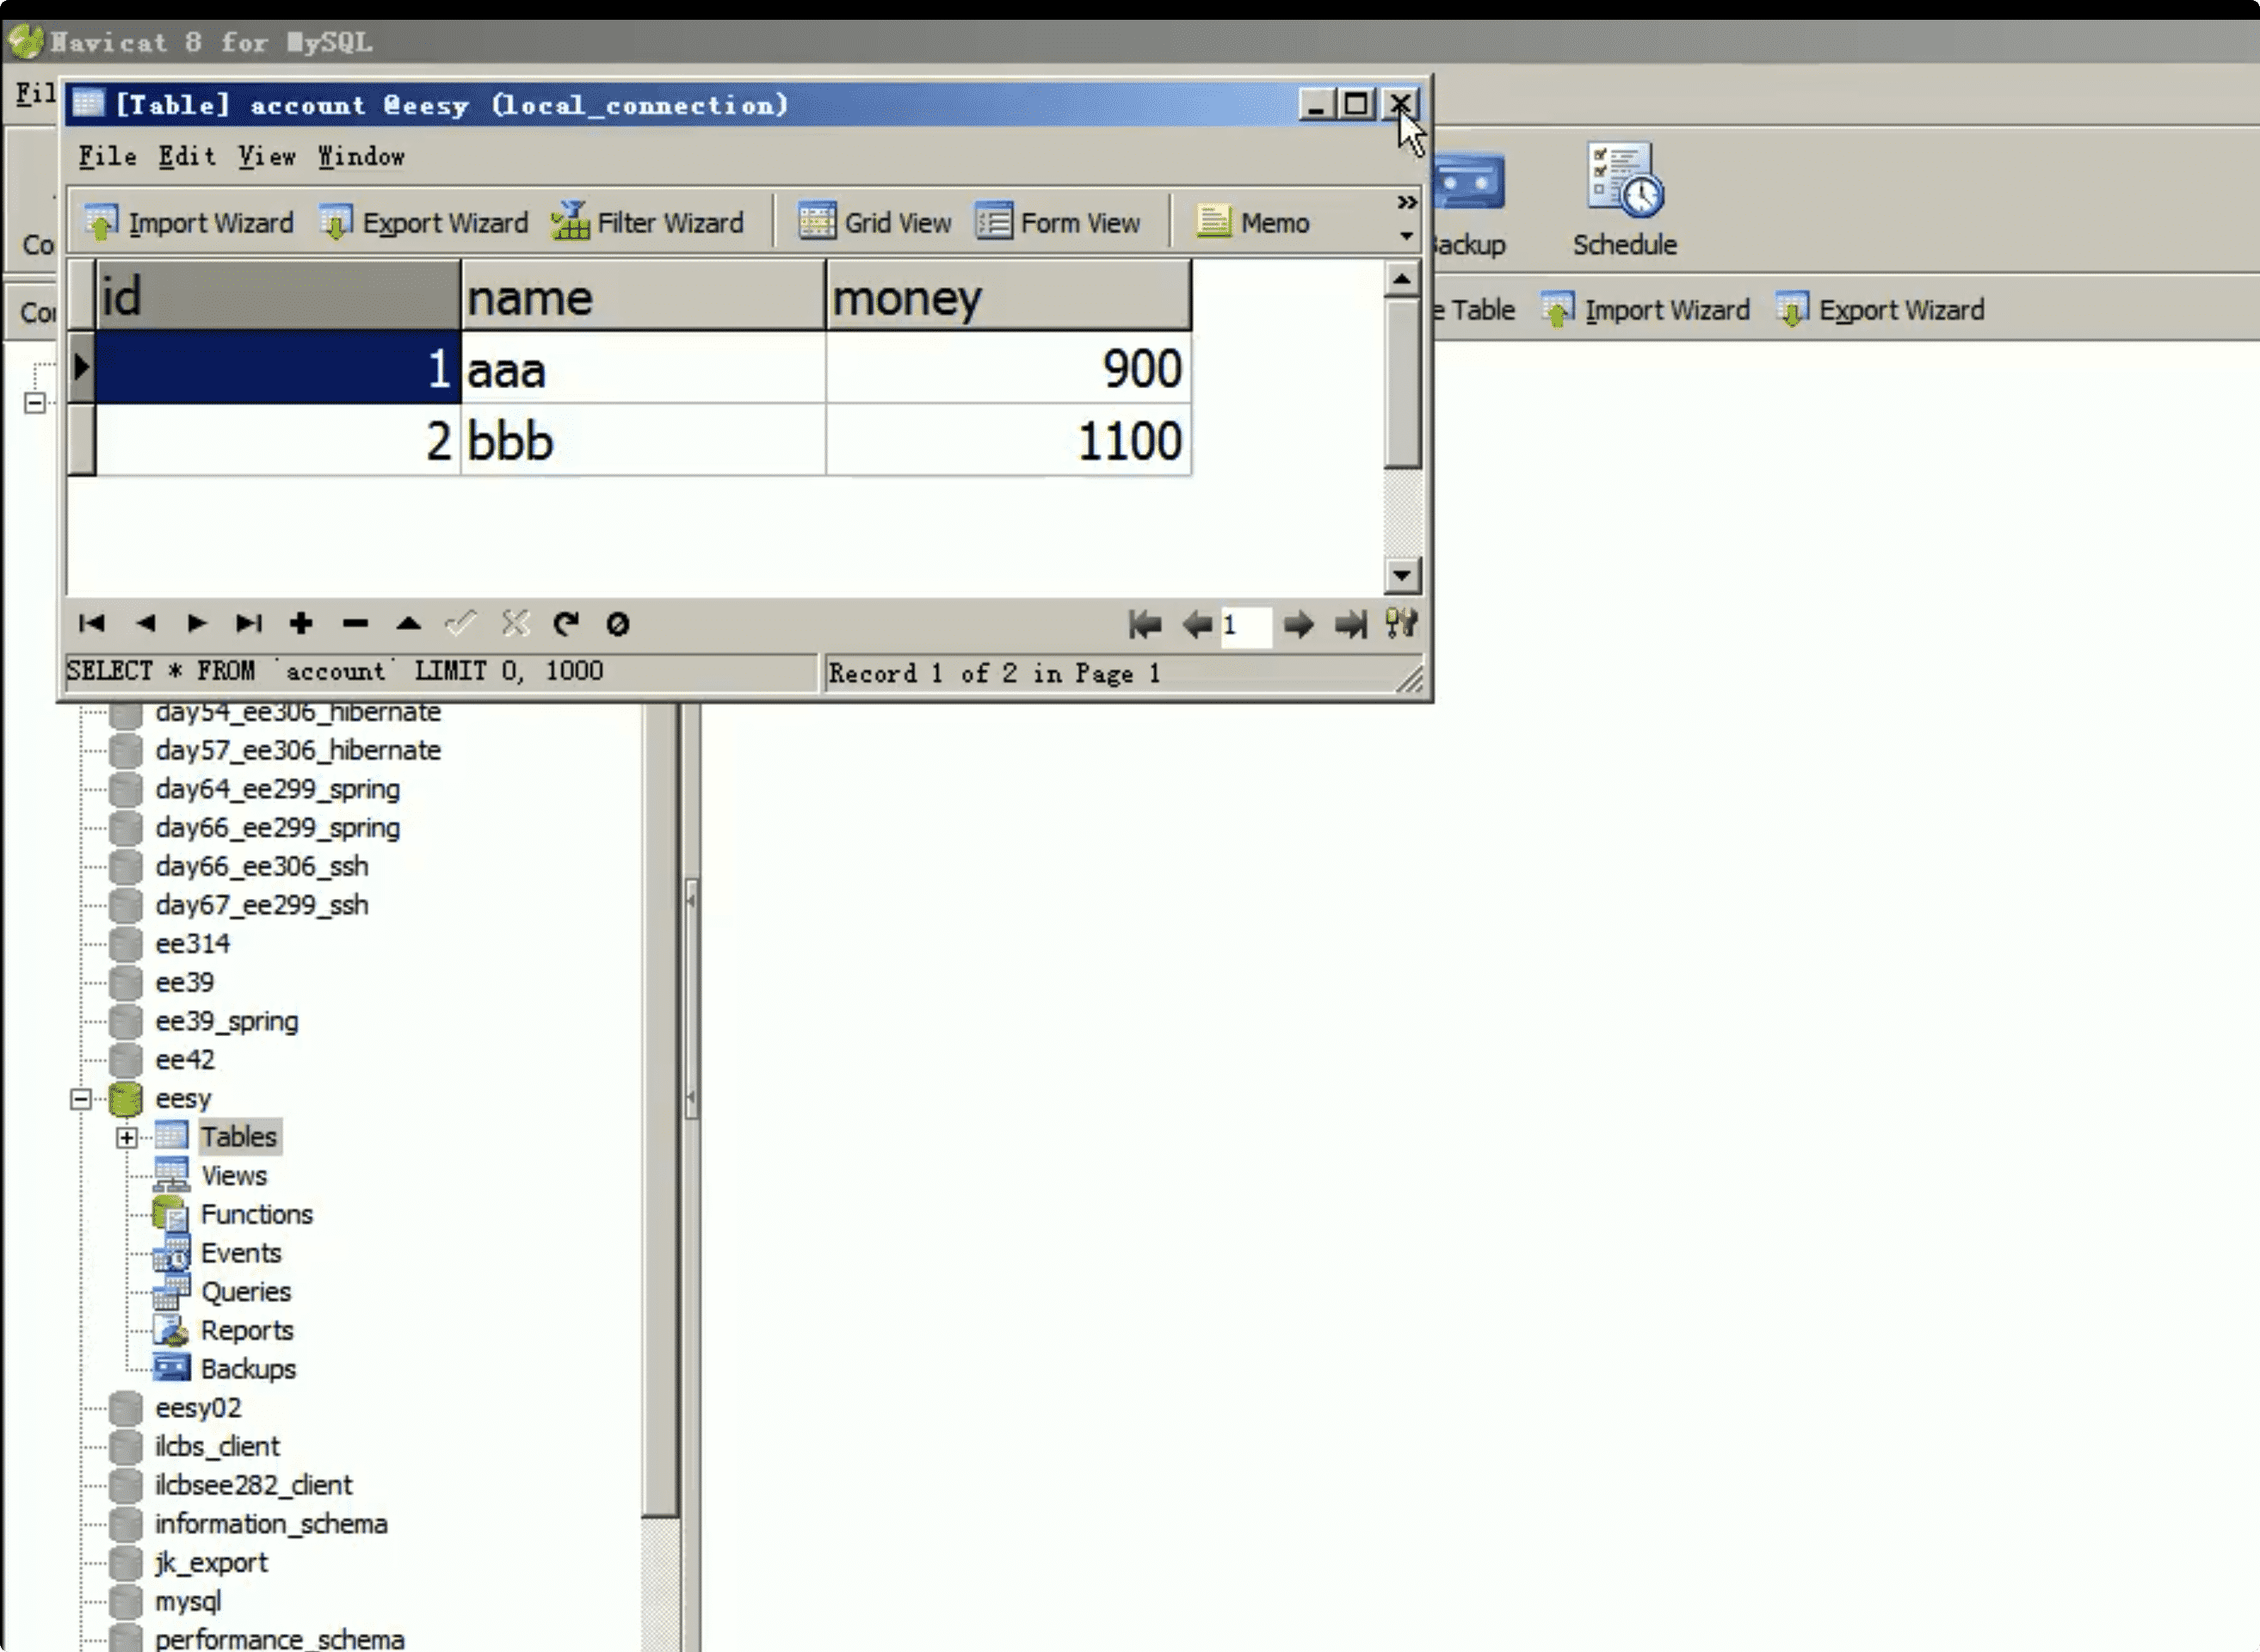 Navicat 8 for MySQL
Fil
[Table] account @eesy (local_connection)
File Edit View Window
Import Wizard Export Wizard Filter Wizard Grid View Form View Memo
Co
Backup Schedule
Con
e Table Import Wizard Export Wizard
id name money
1 aaa 900
2 bbb 1100
1
SELECT * FROM `account` LIMIT 0, 1000
Record 1 of 2 in Page 1
day54_ee306_hibernate
day57_ee306_hibernate
day64_ee299_spring
day66_ee299_spring
day66_ee306_ssh
day67_ee299_ssh
ee314
ee39
ee39_spring
ee42
eesy
Tables
Views
Functions
Events
Queries
Reports
Backups
eesy02
ilcbs_client
ilcbsee282_client
information_schema
jk_export
mysql
performance_schema